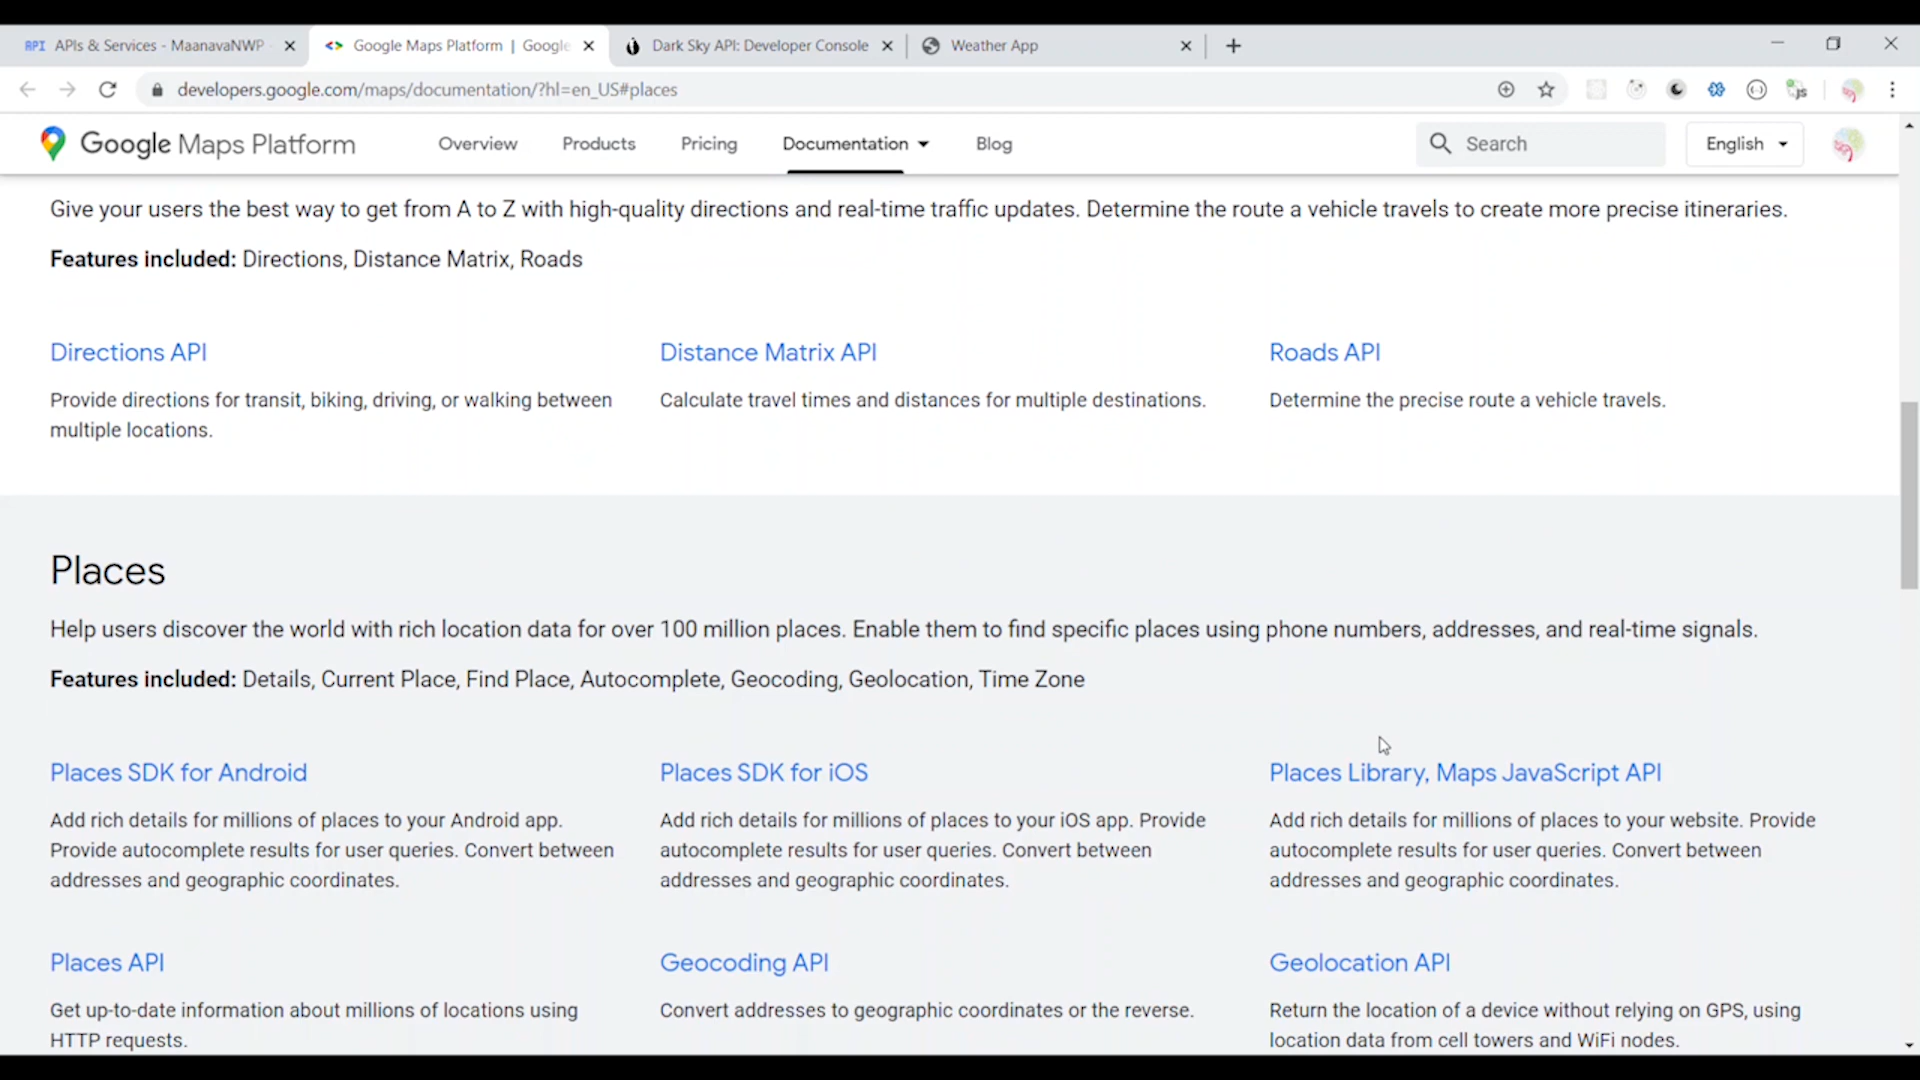 API APIs & Services - MaanavaNWP
Google Maps Platform | Google
Dark Sky API: Developer Console
Weather App
developers.google.com/maps/documentation/?hl=en_US#places
Google Maps Platform
Overview
Products
Pricing
Documentation
Blog
Search
English
Give your users the best way to get from A to Z with high-quality directions and real-time traffic updates. Determine the route a vehicle travels to create more precise itineraries.
Features included: Directions, Distance Matrix, Roads
Directions API
Provide directions for transit, biking, driving, or walking between
multiple locations.
Distance Matrix API
Calculate travel times and distances for multiple destinations.
Roads API
Determine the precise route a vehicle travels.
Places
Help users discover the world with rich location data for over 100 million places. Enable them to find specific places using phone numbers, addresses, and real-time signals.
Features included: Details, Current Place, Find Place, Autocomplete, Geocoding, Geolocation, Time Zone
Places SDK for Android
Add rich details for millions of places to your Android app.
Provide autocomplete results for user queries. Convert between
addresses and geographic coordinates.
Places SDK for iOS
Add rich details for millions of places to your iOS app. Provide
autocomplete results for user queries. Convert between
addresses and geographic coordinates.
Places Library, Maps JavaScript API
Add rich details for millions of places to your website. Provide
autocomplete results for user queries. Convert between
addresses and geographic coordinates.
Places API
Get up-to-date information about millions of locations using
HTTP requests.
Geocoding API
Convert addresses to geographic coordinates or the reverse.
Geolocation API
Return the location of a device without relying on GPS, using
location data from cell towers and WiFi nodes.